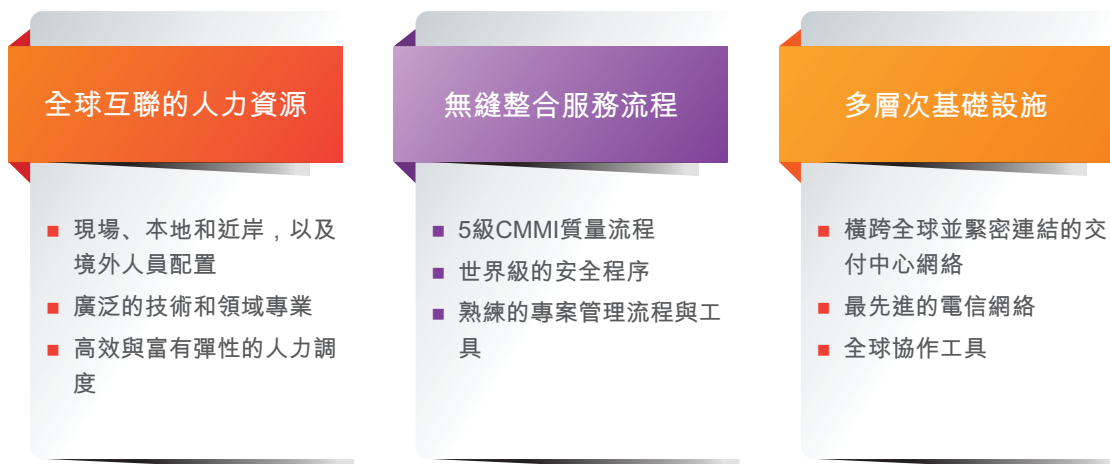 全球互聯的人力資源
現場、本地和近岸，以及
境外人員配置
廣泛的技術和領域專業
高效與富有彈性的人力調
度
無縫整合服務流程
5級CMMI質量流程
世界級的安全程序
熟練的專案管理流程與工
具
多層次基礎設施
橫跨全球並緊密連結的交
付中心網絡
最先進的電信網絡
全球協作工具